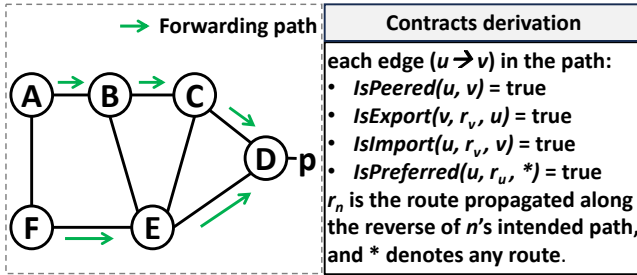 Forwarding path
A
B
C
D
p
F
E
Contracts derivation
each edge (u → v) in the path:
• IsPeered(u, v) = true
• IsExport(v, rᵥ, u) = true
• IsImport(u, rᵥ, v) = true
• IsPreferred(u, rᵤ, *) = true
rₙ is the route propagated along
the reverse of n's intended path,
and * denotes any route.